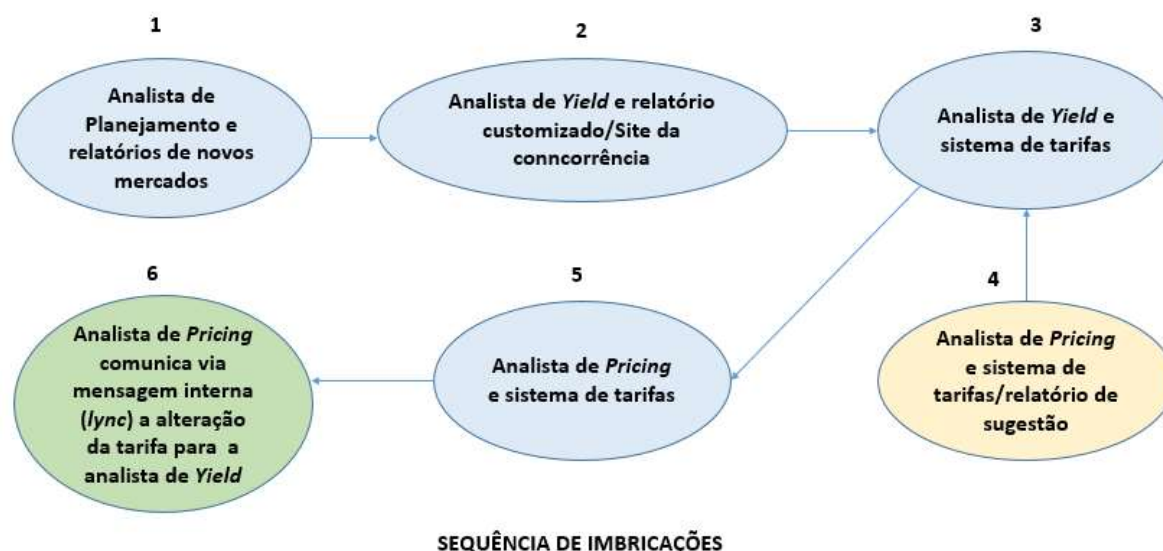 1
Analista de
Planejamento e
relatórios de novos
mercados
2
Analista de Yield e relatório
customizado/Site da
conncorrência
3
Analista de Yield e
sistema de tarifas
6
Analista de Pricing
comunica via
mensagem interna
(lync) a alteração
da tarifa para a
analista de Yield
5
Analista de Pricing
e sistema de tarifas
4
Analista de Pricing
e sistema de
tarifas/relatório de
sugestão
SEQUÊNCIA DE IMBRICAÇÕES